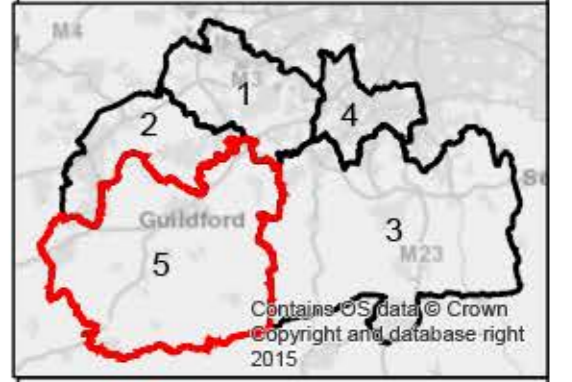 M4
M3
1
2
4
Guildford
3
5
M23
Contains OS data © Crown
Copyright and database right
2015